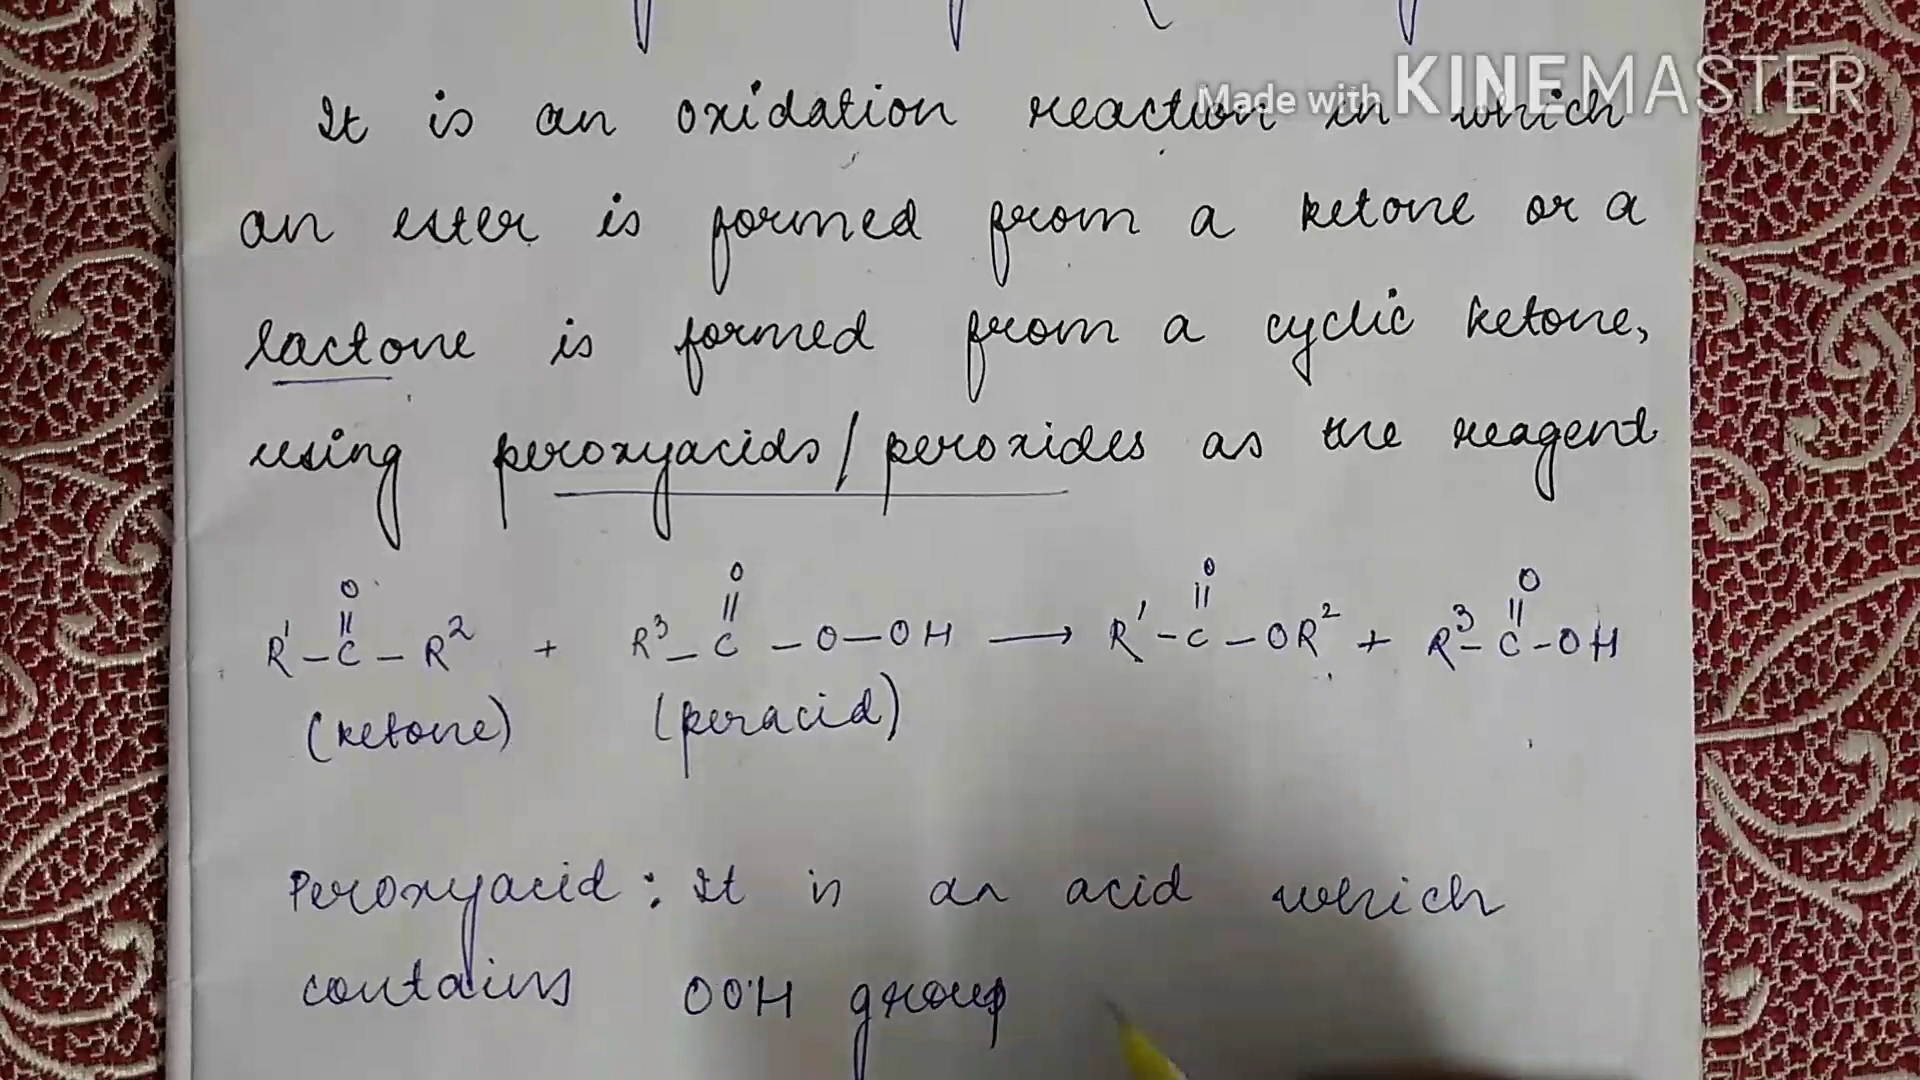 Made with KINEMASTER
It is an oxidation reaction in which
an ester is formed from a ketone or a
lactone is formed from a cyclic ketone,
using peroxyacids/peroxides as the reagent
O O O O
|| || || ||
R¹-C-R² + R³-C-O-OH → R¹-C-OR² + R³-C-OH
(ketone) (peracid)
Peroxyacid: It is an acid which
contains OOH group